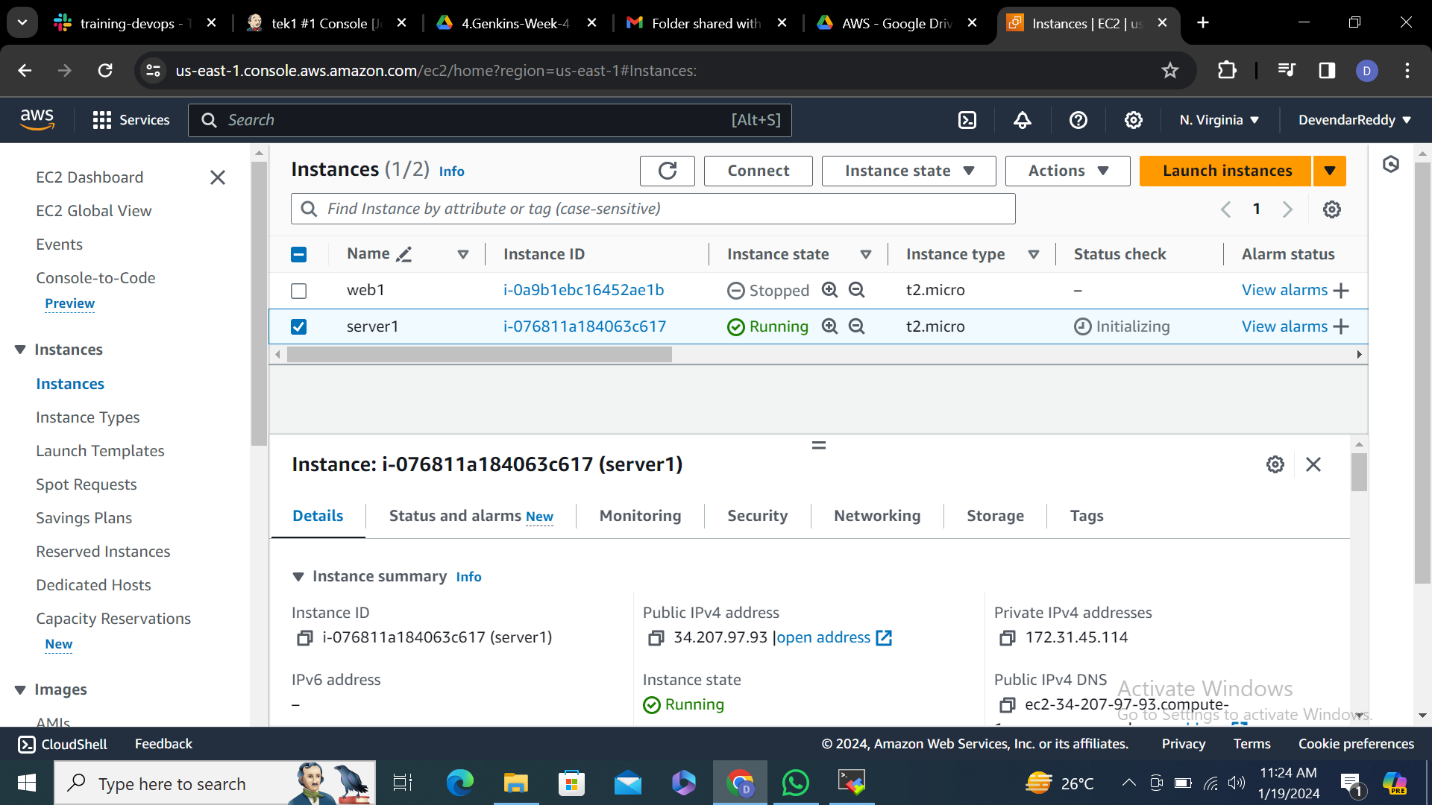 training-devops - T
tek1 #1 Console [J
4.Genkins-Week-4
Folder shared with
AWS - Google Driv
Instances | EC2 | us
us-east-1.console.aws.amazon.com/ec2/home?region=us-east-1#Instances:
D
aws
Services
Search
[Alt+S]
N. Virginia
DevendarReddy
EC2 Dashboard
EC2 Global View
Events
Console-to-Code
Preview
Instances
Instances
Instance Types
Launch Templates
Spot Requests
Savings Plans
Reserved Instances
Dedicated Hosts
Capacity Reservations
New
Images
AMIs
Instances (1/2) Info
Connect
Instance state
Actions
Launch instances
Find Instance by attribute or tag (case-sensitive)
1
Name Instance ID Instance state Instance type Status check Alarm status
web1 i-0a9b1ebc16452ae1b Stopped t2.micro – View alarms +
server1 i-076811a184063c617 Running t2.micro Initializing View alarms +
Instance: i-076811a184063c617 (server1)
Details
Status and alarms New
Monitoring
Security
Networking
Storage
Tags
Instance summary Info
Instance ID
i-076811a184063c617 (server1)
Public IPv4 address
34.207.97.93 |open address
Private IPv4 addresses
172.31.45.114
IPv6 address
–
Instance state
Running
Public IPv4 DNS
ec2-34-207-97-93.compute-
Activate Windows
Go to Settings to activate Windows.
CloudShell
Feedback
© 2024, Amazon Web Services, Inc. or its affiliates.
Privacy
Terms
Cookie preferences
Type here to search
D
26°C
11:24 AM
1/19/2024
1
PRE